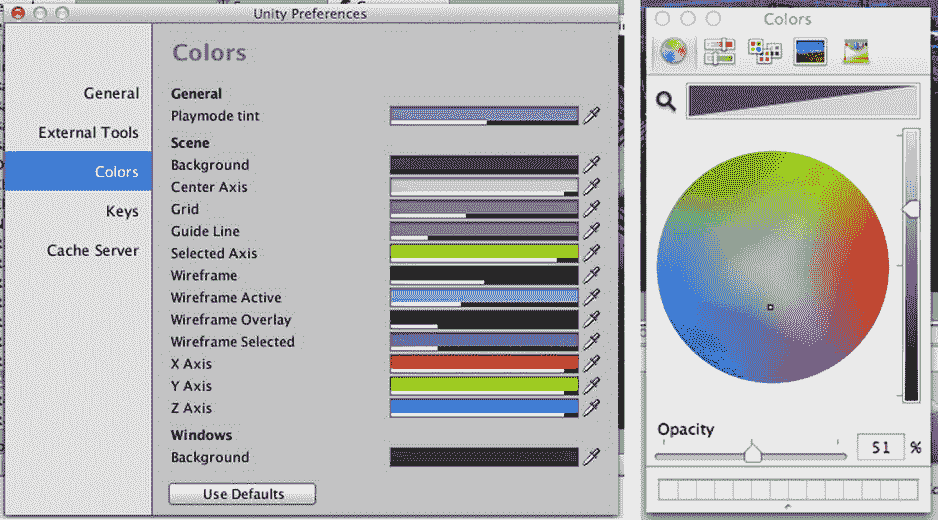 Unity Preferences
General
External Tools
Colors
Keys
Cache Server
Colors
General
Playmode tint
Scene
Background
Center Axis
Grid
Guide Line
Selected Axis
Wireframe
Wireframe Active
Wireframe Overlay
Wireframe Selected
X Axis
Y Axis
Z Axis
Windows
Background
Use Defaults
Colors
Opacity
51 %